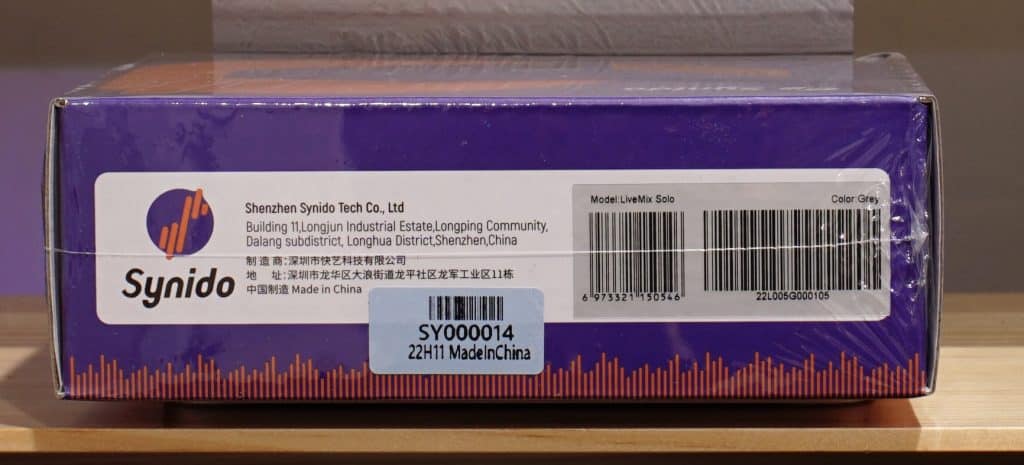 Synido
Shenzhen Synido Tech Co., Ltd
Building 11,Longjun Industrial Estate,Longping Community,
Dalang subdistrict, Longhua District,Shenzhen,China
制造商:深圳市快艺科技有限公司
地 址:深圳市龙华区大浪街道龙平社区龙军工业区11栋
中国制造 Made in China
Model:LiveMix Solo
Color:Grey
6 973321 150546
22L005G000105
SY000014
22H11 MadeInChina